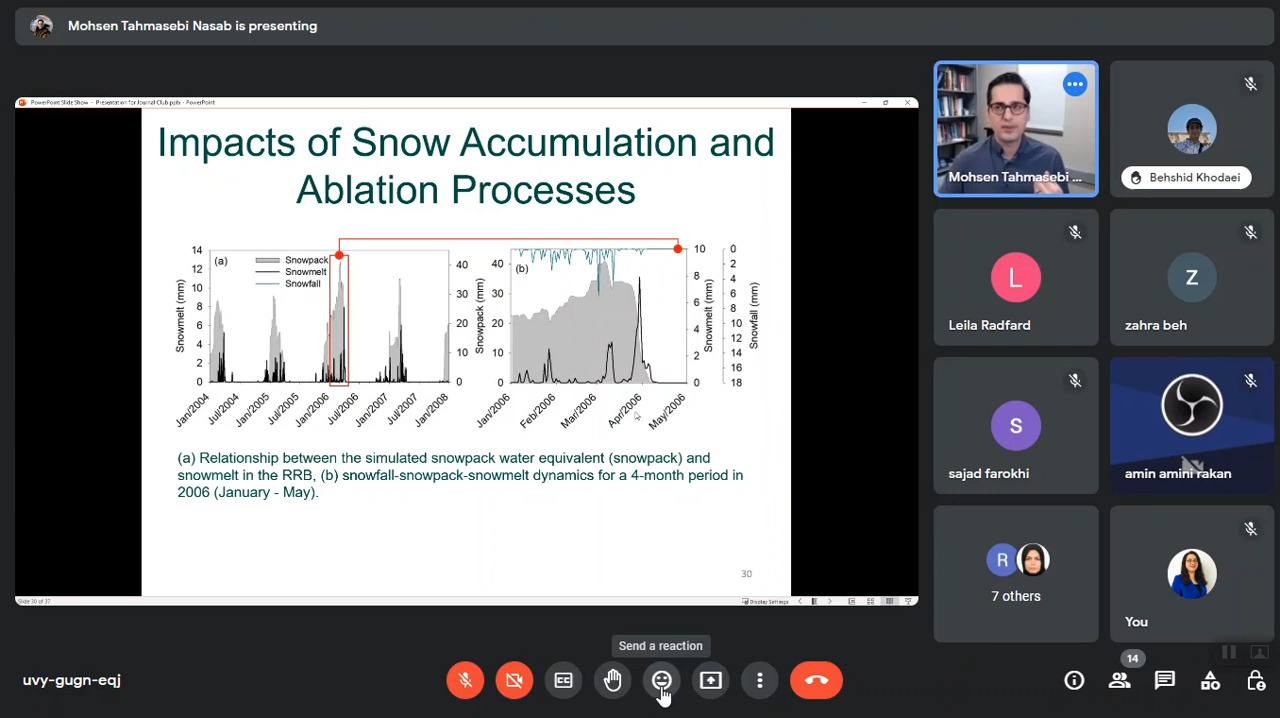 Mohsen Tahmasebi Nasab is presenting
PowerPoint Slide Show - Presentation for Journal Club.pptx - PowerPoint
Impacts of Snow Accumulation and
Ablation Processes
(a)
Snowpack
Snowmelt
Snowfall
Snowmelt (mm)
14
12
10
8
6
4
2
0
40
30
20
10
0
Snowpack (mm)
Jan/2004
Jul/2004
Jan/2005
Jul/2005
Jan/2006
Jul/2006
Jan/2007
Jul/2007
Jan/2008
(b)
40
30
20
10
0
10
8
6
4
2
0
Snowmelt (mm)
0
2
4
6
8
10
12
14
16
18
Snowfall (mm)
Jan/2006
Feb/2006
Mar/2006
Apr/2006
May/2006
(a) Relationship between the simulated snowpack water equivalent (snowpack) and
snowmelt in the RRB, (b) snowfall-snowpack-snowmelt dynamics for a 4-month period in
2006 (January - May).
30
Slide 30 of 37
Display Settings
Mohsen Tahmasebi ...
Behshid Khodaei
L
Leila Radfard
Z
zahra beh
S
sajad farokhi
amin amini rakan
R
7 others
You
Send a reaction
uvy-gugn-eqj
14